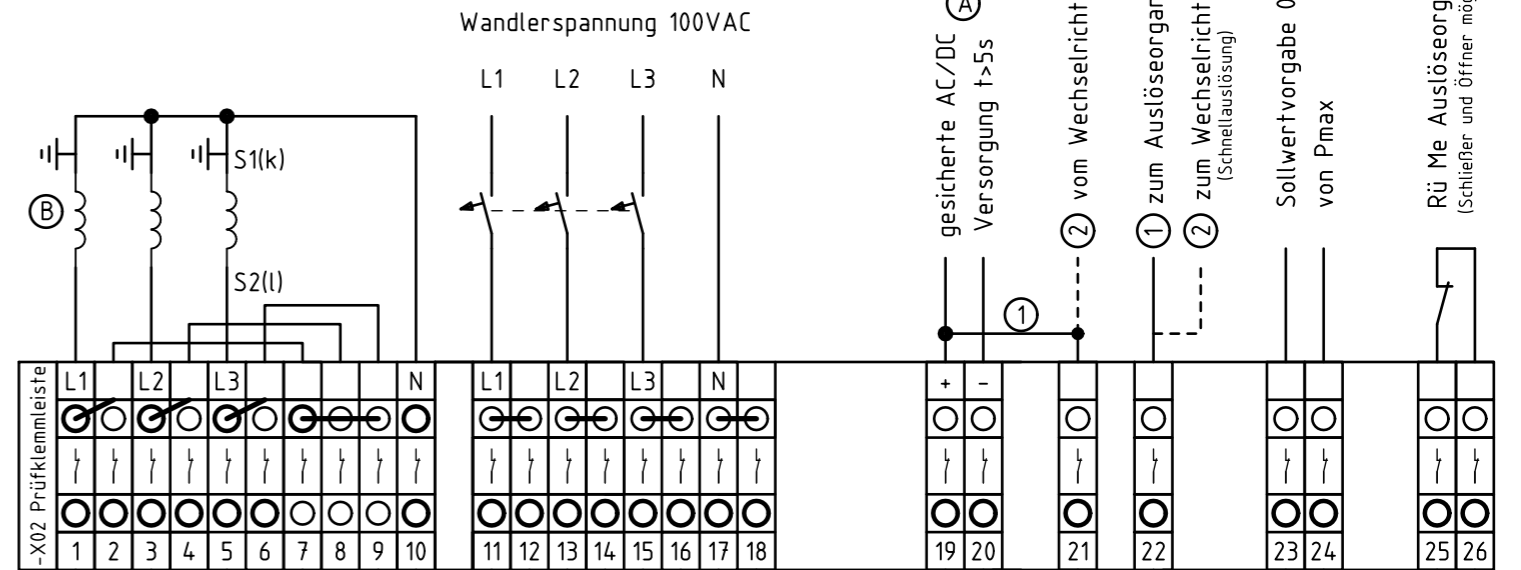 Wandlerspannung 100VAC
L1 L2 L3 N
S1(k)
S2(l)
B
A
gesicherte AC/DC
Versorgung t>5s
1
2 vom Wechselricht
1 zum Auslöseorgan
2 zum Wechselricht
(Schnellauslösung)
Sollwertvorgabe 0
von Pmax
Rü Me Auslöseorg
(Schließer und Öffner mög
-X02 Prüfklemmleiste
L1 L2 L3 N L1 L2 L3 N + -
1 2 3 4 5 6 7 8 9 10 11 12 13 14 15 16 17 18 19 20 21 22 23 24 25 26